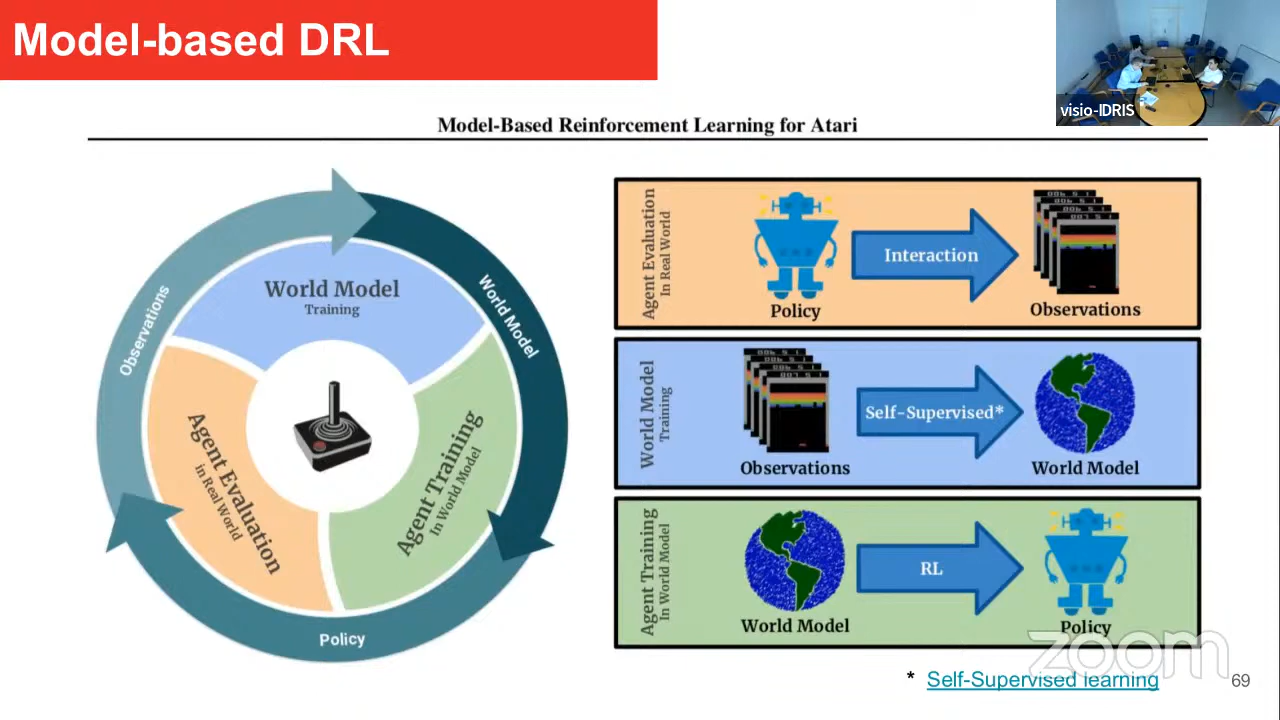 Model-based DRL
visio-IDRIS
Model-Based Reinforcement Learning for Atari
Observations
World Model
Policy
World Model
Training
Agent Evaluation
in Real World
Agent Training
In World Model
Agent Evaluation
In Real World
Policy
Interaction
Observations
World Model
Training
Observations
Self-Supervised*
World Model
Agent Training
In World Model
World Model
RL
Policy
zoom
* Self-Supervised learning
69